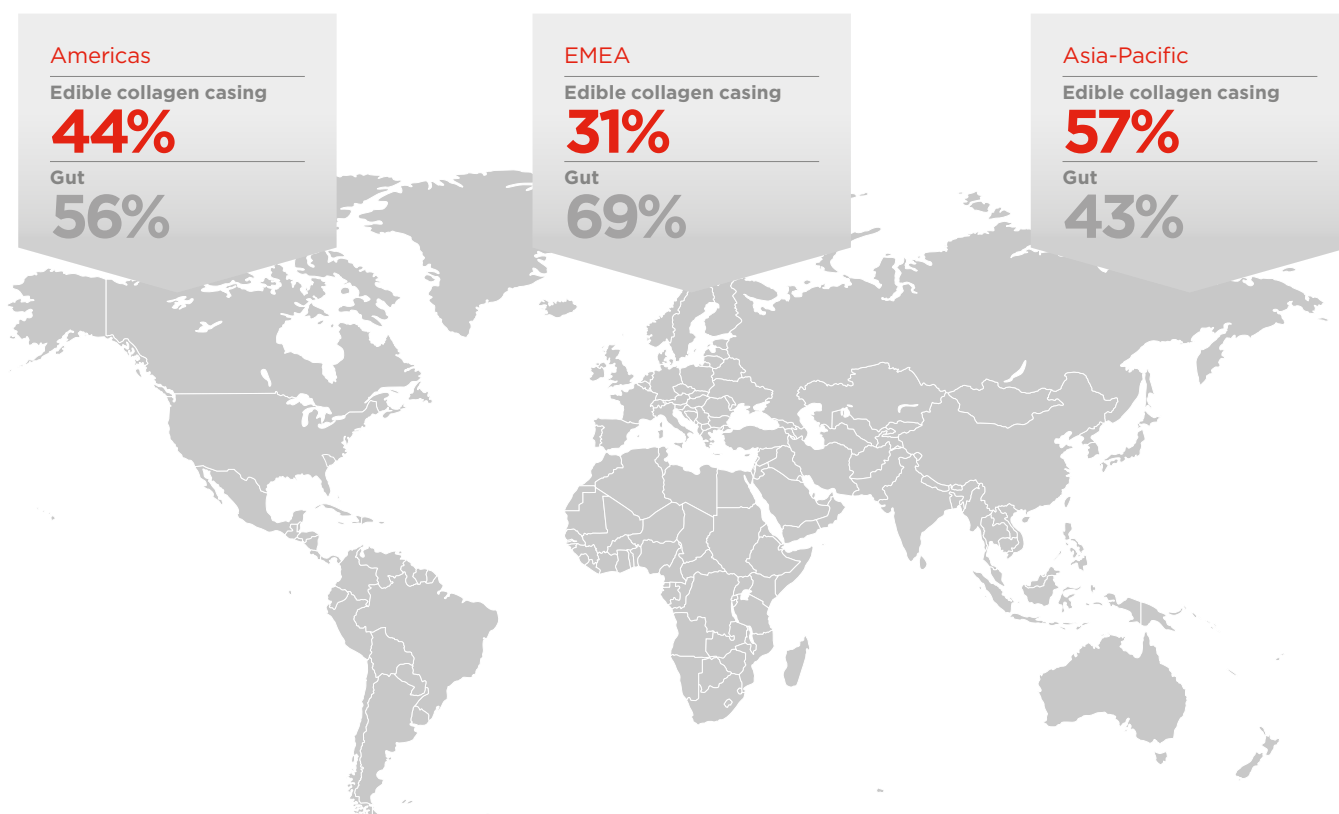 Americas
Edible collagen casing
44%
Gut
56%
EMEA
Edible collagen casing
31%
Gut
69%
Asia-Pacific
Edible collagen casing
57%
Gut
43%